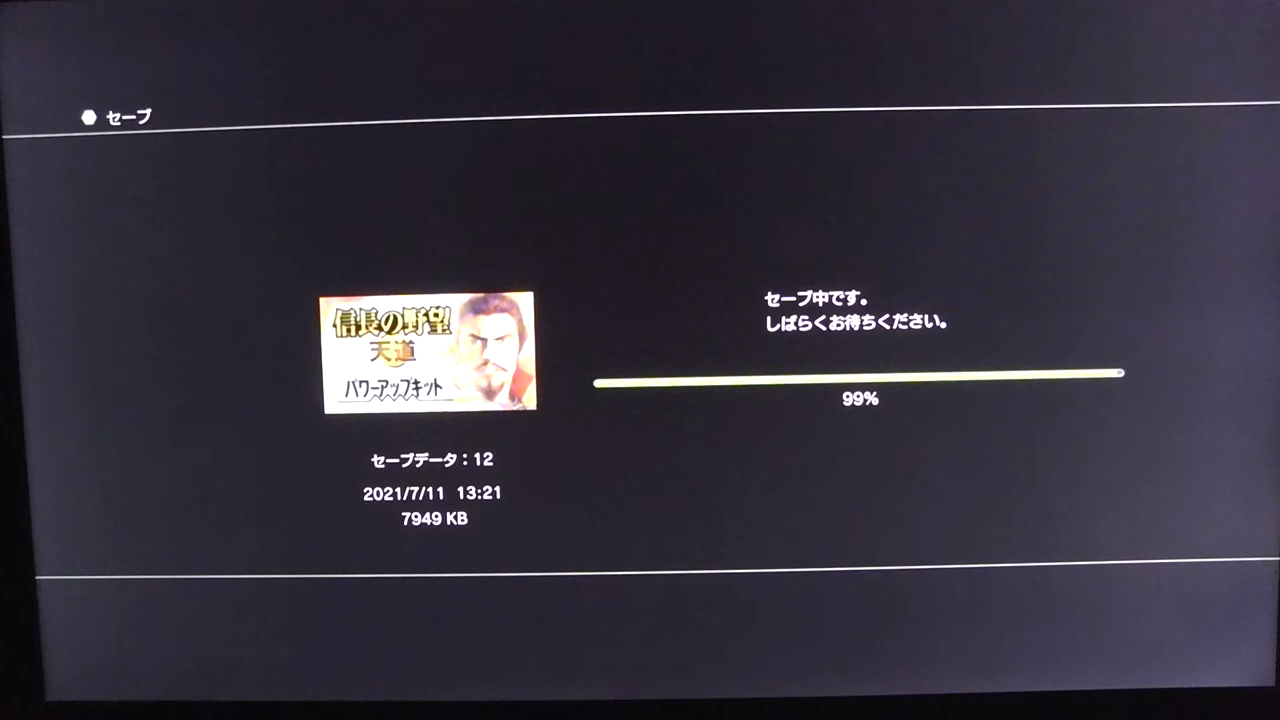 セーブ
信長の野望
天道
パワーアップキット
セーブ中です。
しばらくお待ちください。
99%
セーブデータ：12
2021/7/11 13:21
7949 KB